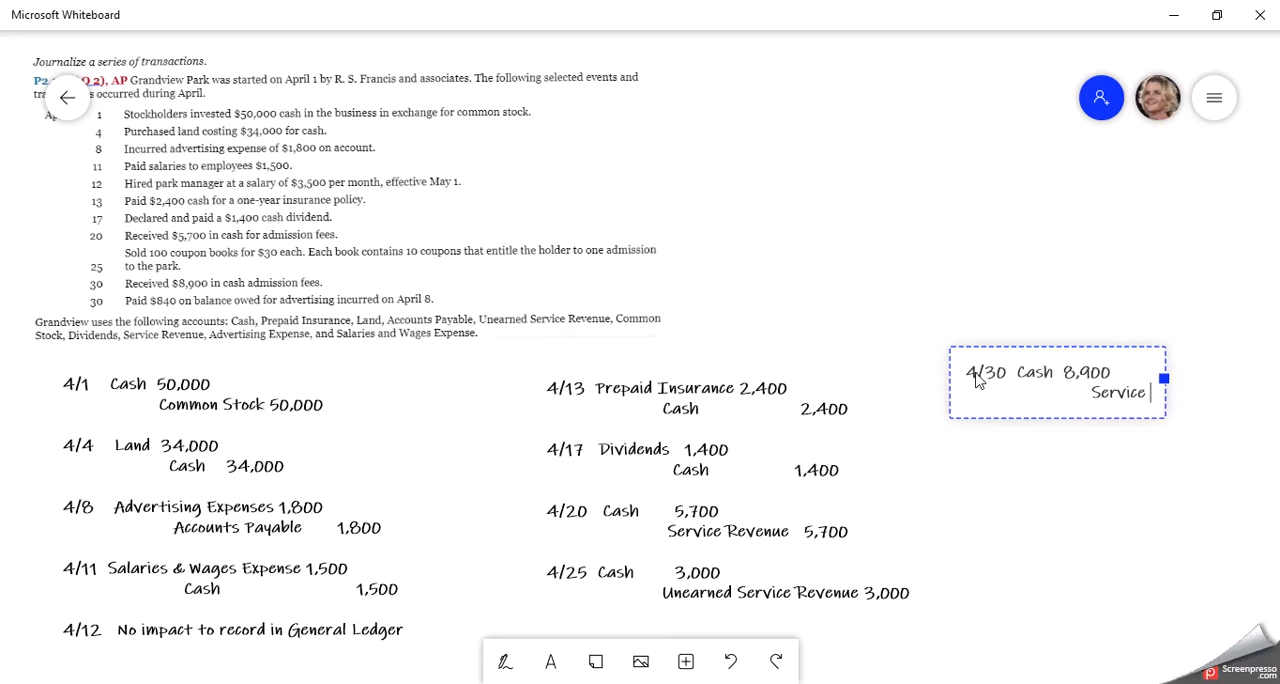 Microsoft Whiteboard
Journalize a series of transactions.
P2 Q 2), AP Grandview Park was started on April 1 by R. S. Francis and associates. The following selected events and
occurred during April.
1 Stockholders invested $50,000 cash in the business in exchange for common stock.
4 Purchased land costing $34,000 for cash.
8 Incurred advertising expense of $1,800 on account.
11 Paid salaries to employees $1,500.
12 Hired park manager at a salary of $3,500 per month, effective May 1.
13 Paid $2,400 cash for a one-year insurance policy.
17 Declared and paid a $1,400 cash dividend.
20 Received $5,700 in cash for admission fees.
Sold 100 coupon books for $30 each. Each book contains 10 coupons that entitle the holder to one admission
25 to the park.
30 Received $8,900 in cash admission fees.
30 Paid $840 on balance owed for advertising incurred on April 8.
Grandview uses the following accounts: Cash, Prepaid Insurance, Land, Accounts Payable, Unearned Service Revenue, Common
Stock, Dividends, Service Revenue, Advertising Expense, and Salaries and Wages Expense.
4/1 Cash 50,000
Common Stock 50,000
4/4 Land 34,000
Cash 34,000
4/8 Advertising Expenses 1,800
Accounts Payable 1,800
4/11 Salaries & Wages Expense 1,500
Cash 1,500
4/12 No impact to record in General Ledger
4/13 Prepaid Insurance 2,400
Cash 2,400
4/17 Dividends 1,400
Cash 1,400
4/20 Cash 5,700
Service Revenue 5,700
4/25 Cash 3,000
Unearned Service Revenue 3,000
4/30 Cash 8,900
Service
Screenpresso
.com